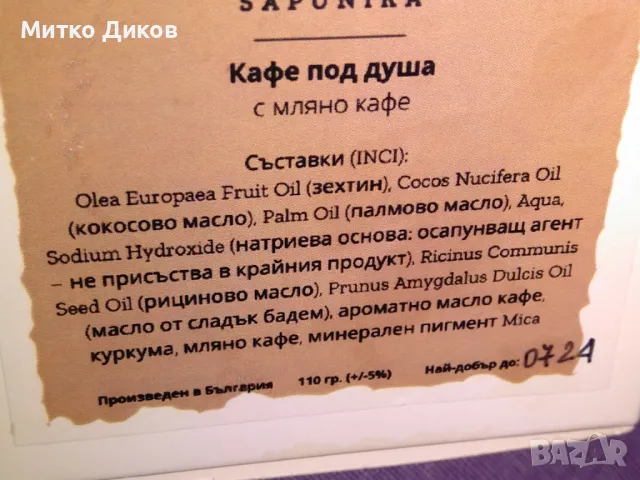 Митко Диков
SAPONIKA
Кафе под душа
с мляно кафе
Съставки (INCI):
Olea Europaea Fruit Oil (зехтин), Cocos Nucifera Oil
(кокосово масло), Palm Oil (палмово масло), Aqua,
Sodium Hydroxide (натриева основа: осапунващ агент
– не присъства в крайния продукт), Ricinus Communis
Seed Oil (рициново масло), Prunus Amygdalus Dulcis Oil
(масло от сладък бадем), ароматно масло кафе,
куркума, мляно кафе, минерален пигмент Mica
Произведен в България 110 гр. (+/-5%) Най-добър до: 0724
BAZAR